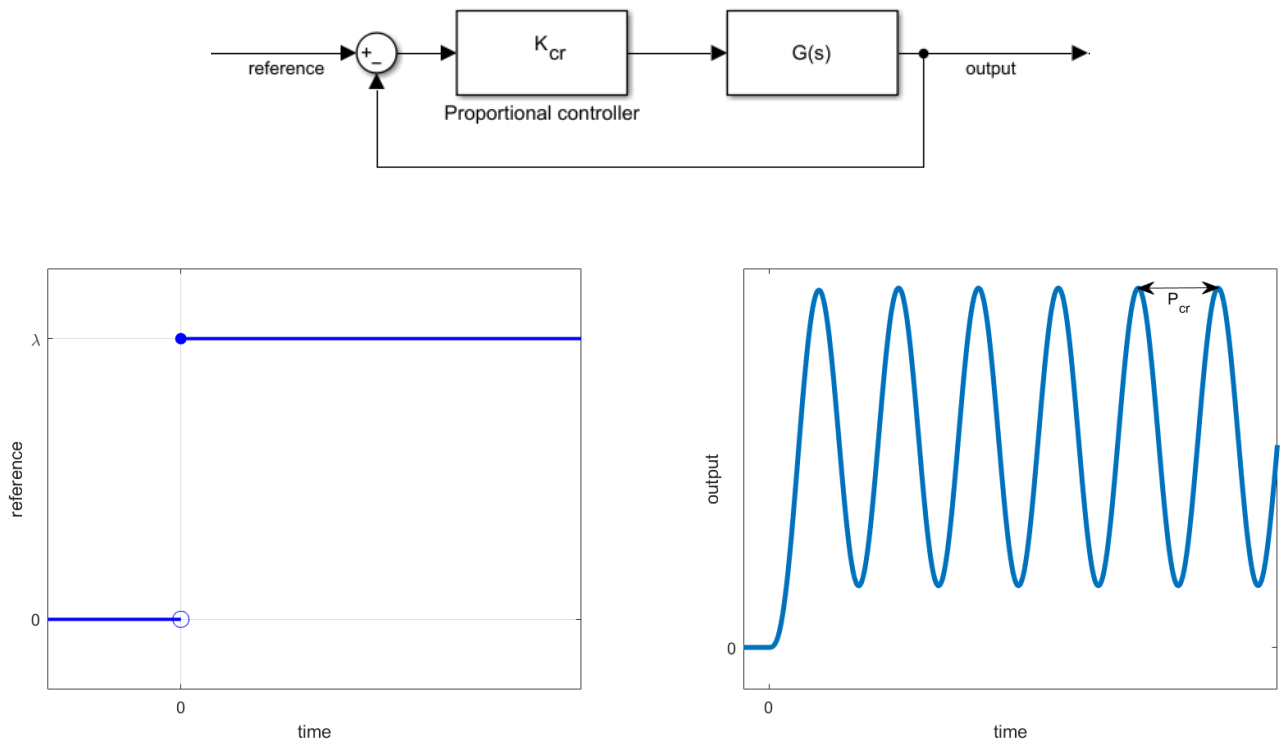 +
−
K_cr
G(s)
reference
output
Proportional controller
P_cr
λ
reference
output
0
0
0
0
time
time